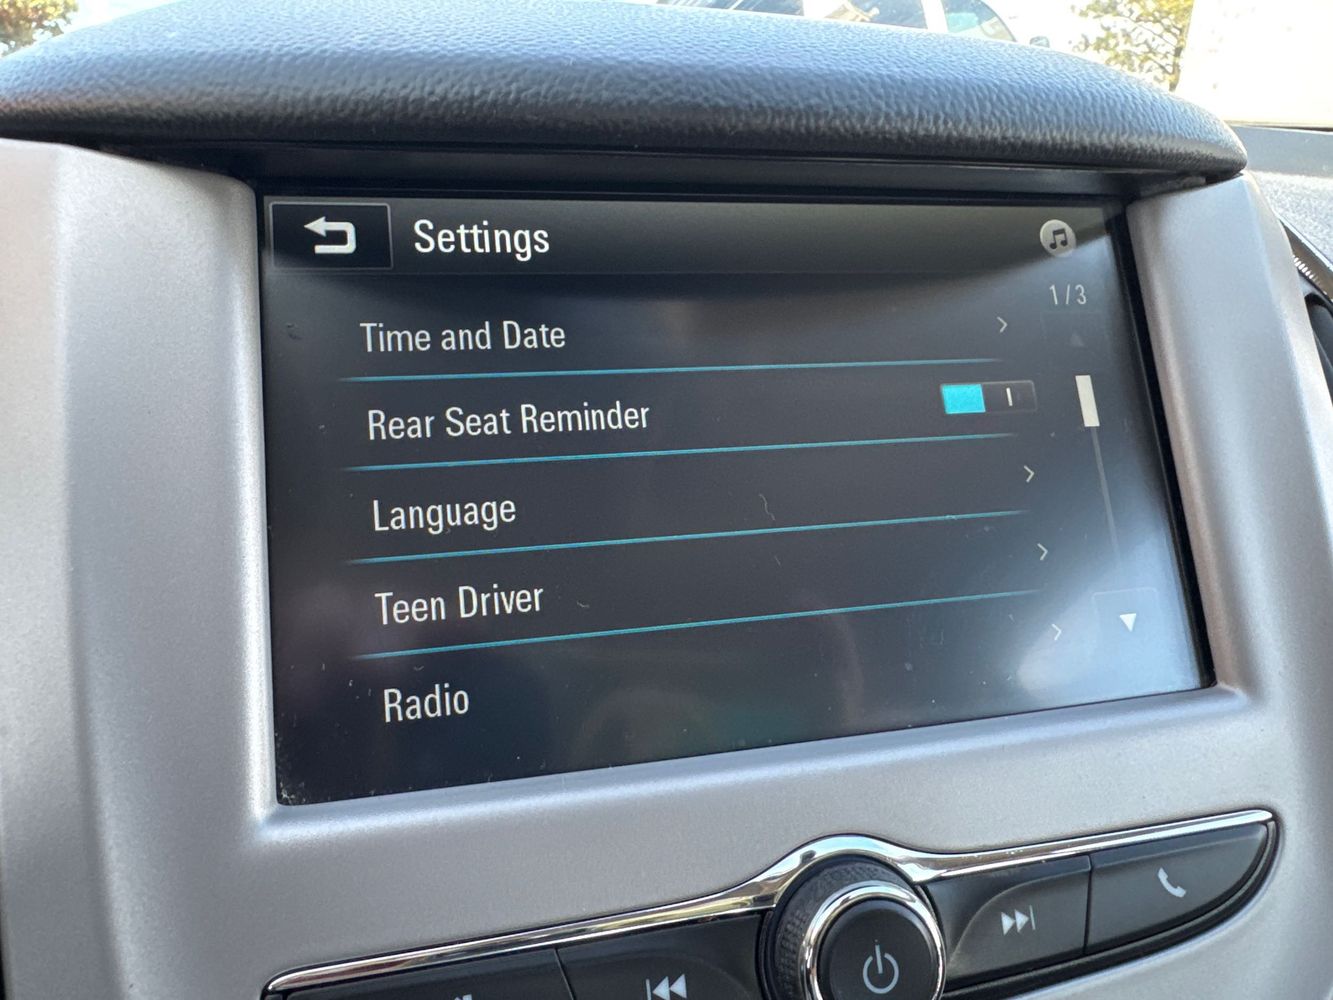 Settings
1/3
Time and Date
Rear Seat Reminder
Language
Teen Driver
Radio